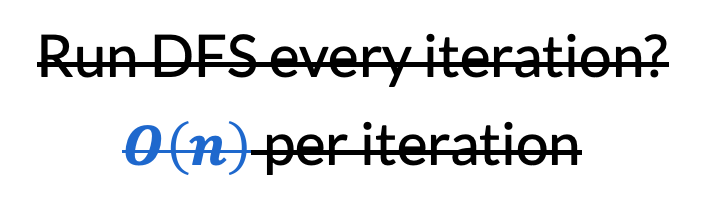 Run DFS every iteration?
O(n) per iteration